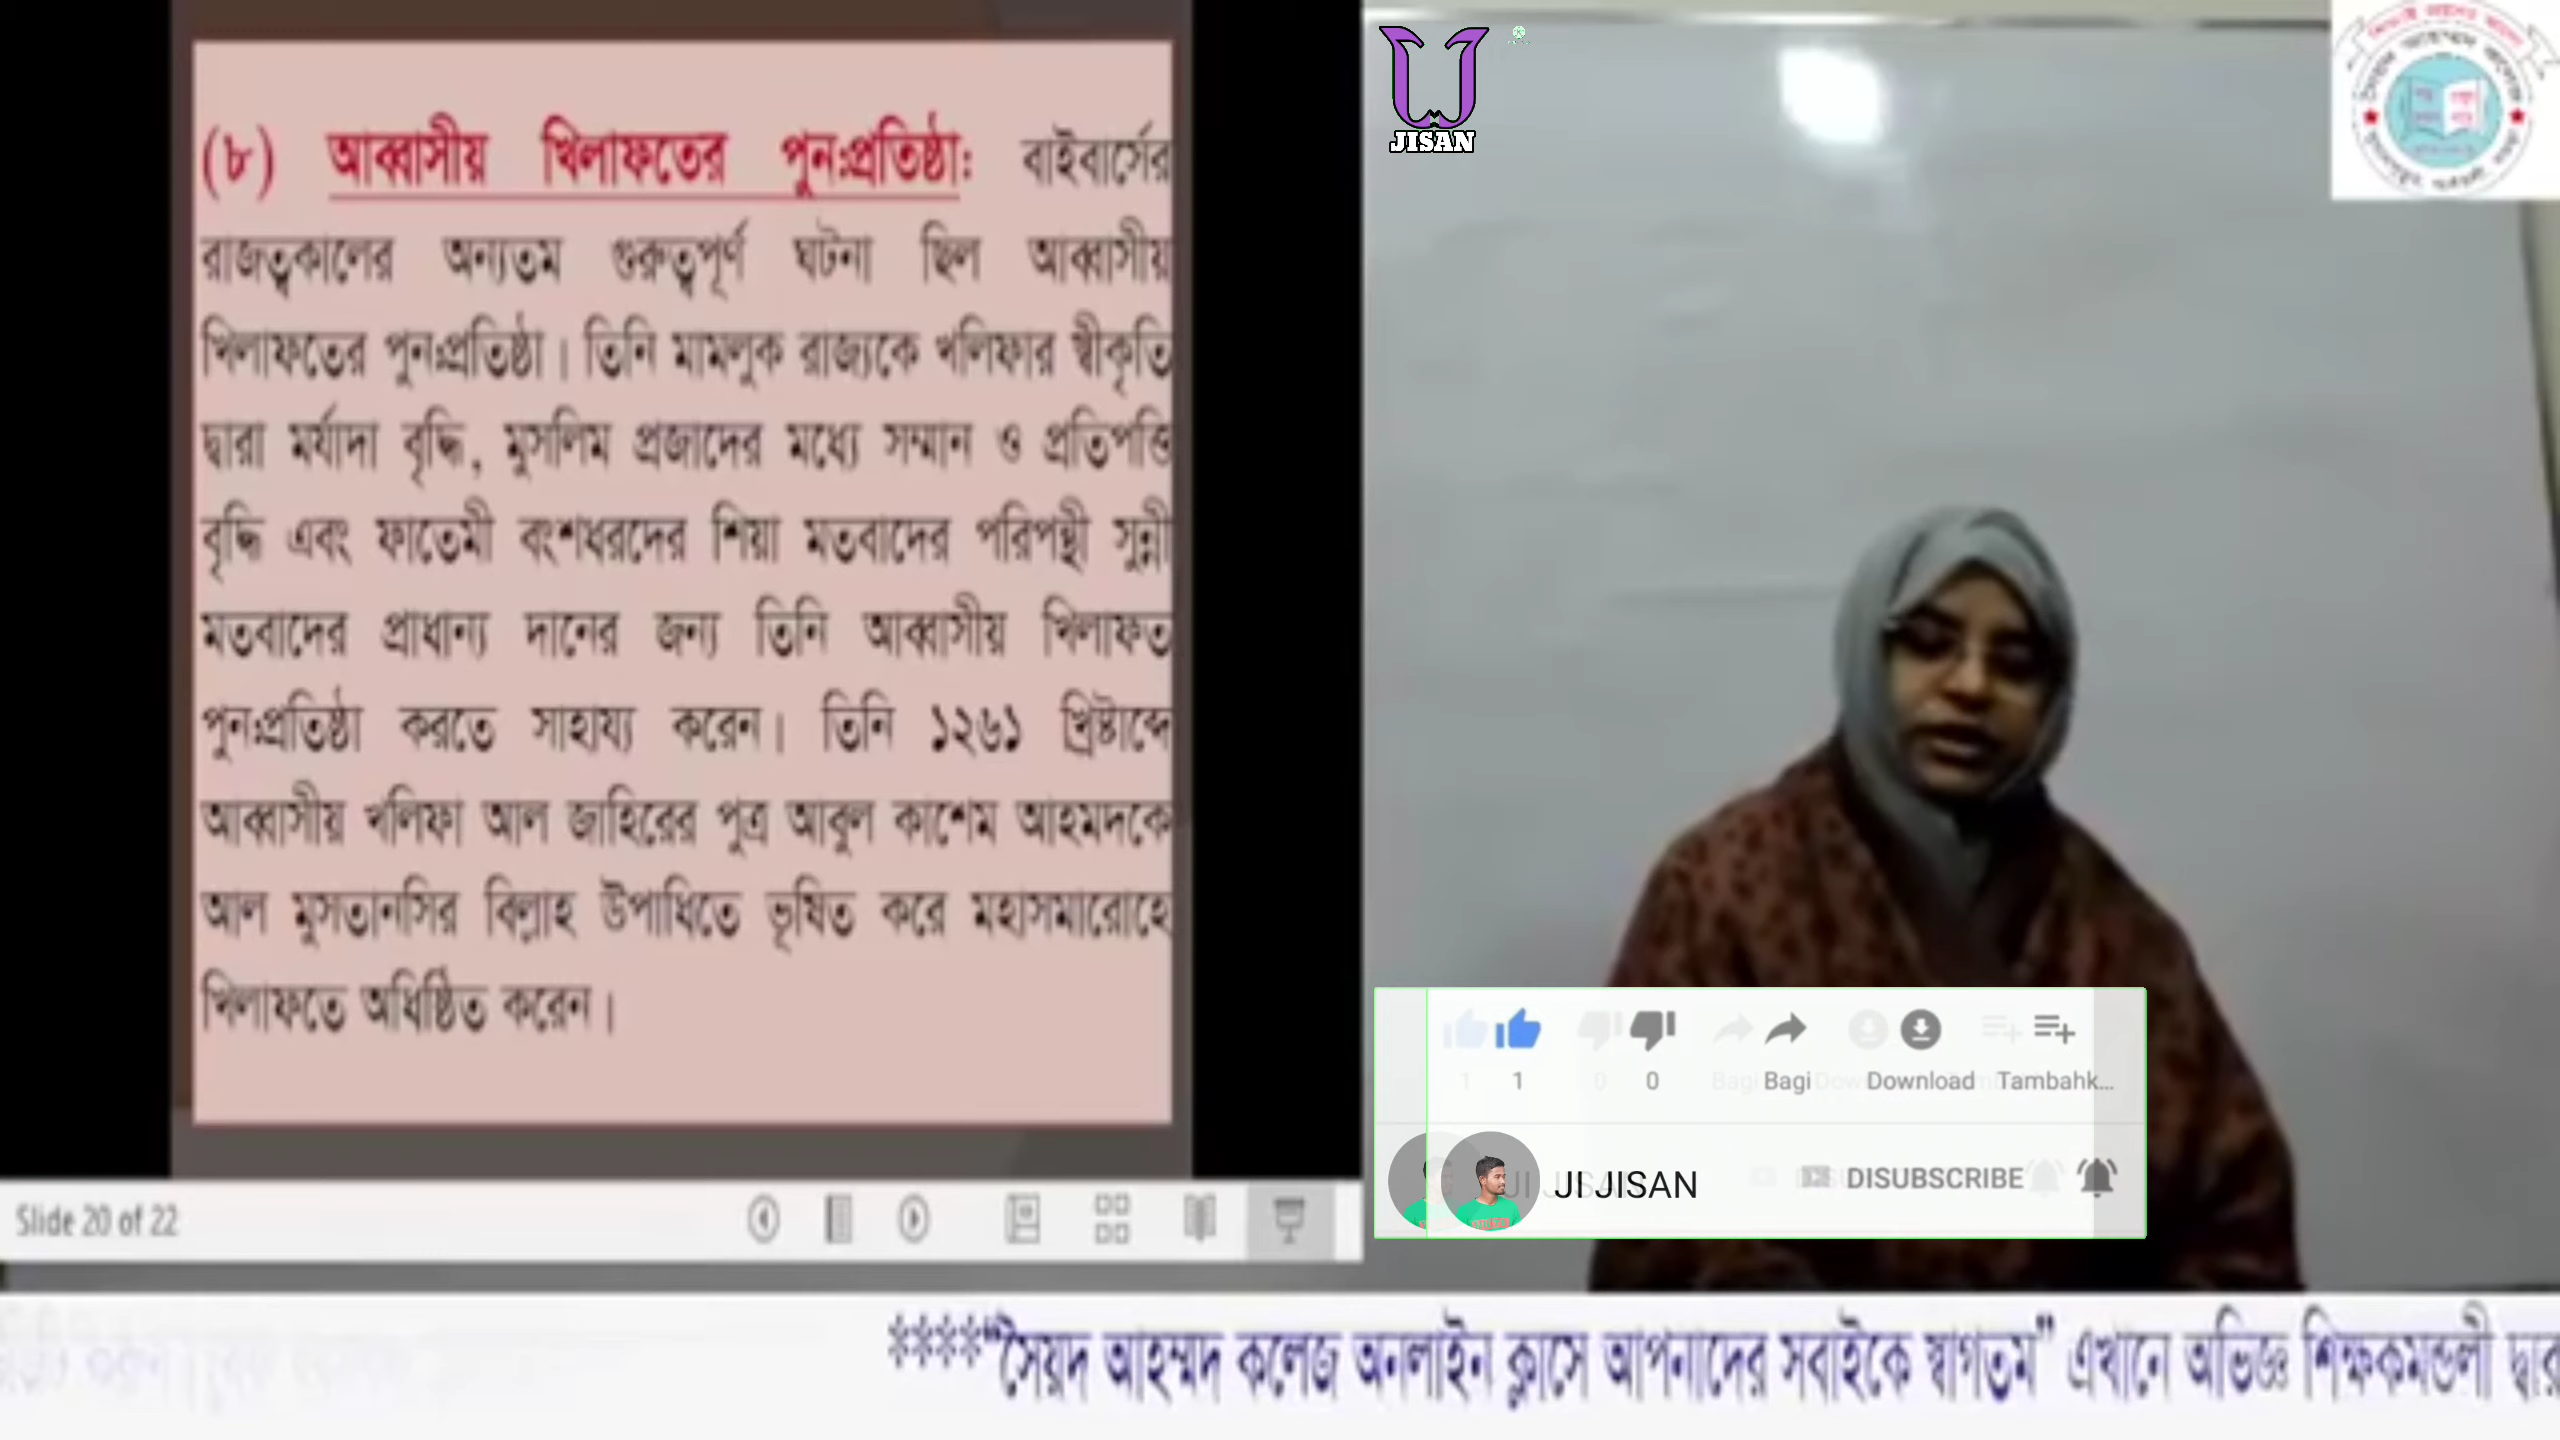 (৮) আব্বাসীয় খিলাফতের পুনঃপ্রতিষ্ঠাঃ বাইবার্সের
রাজত্বকালের অন্যতম গুরুত্বপূর্ণ ঘটনা ছিল আব্বাসীয়
খিলাফতের পুনঃপ্রতিষ্ঠা। তিনি মামলুক রাজ্যকে খলিফার স্বীকৃতি
দ্বারা মর্যাদা বৃদ্ধি, মুসলিম প্রজাদের মধ্যে সম্মান ও প্রতিপত্তি
বৃদ্ধি এবং ফাতেমী বংশধরদের শিয়া মতবাদের পরিপন্থী সুন্নী
মতবাদের প্রাধান্য দানের জন্য তিনি আব্বাসীয় খিলাফত
পুনঃপ্রতিষ্ঠা করতে সাহায্য করেন। তিনি ১২৬১ খ্রিষ্টাব্দে
আব্বাসীয় খলিফা আল জাহিরের পুত্র আবুল কাশেম আহমদকে
আল মুসতানসির বিল্লাহ উপাধিতে ভূষিত করে মহাসমারোহে
খিলাফতে অধিষ্ঠিত করেন।
Slide 20 of 22
JISAN
1 0 Bagi Download Tambahk...
JI JISAN DISUBSCRIBE
****"সৈয়দ আহম্মদ কলেজ অনলাইন ক্লাসে আপনাদের সবাইকে স্বাগতম" এখানে অভিজ্ঞ শিক্ষকমন্ডলী দ্বার